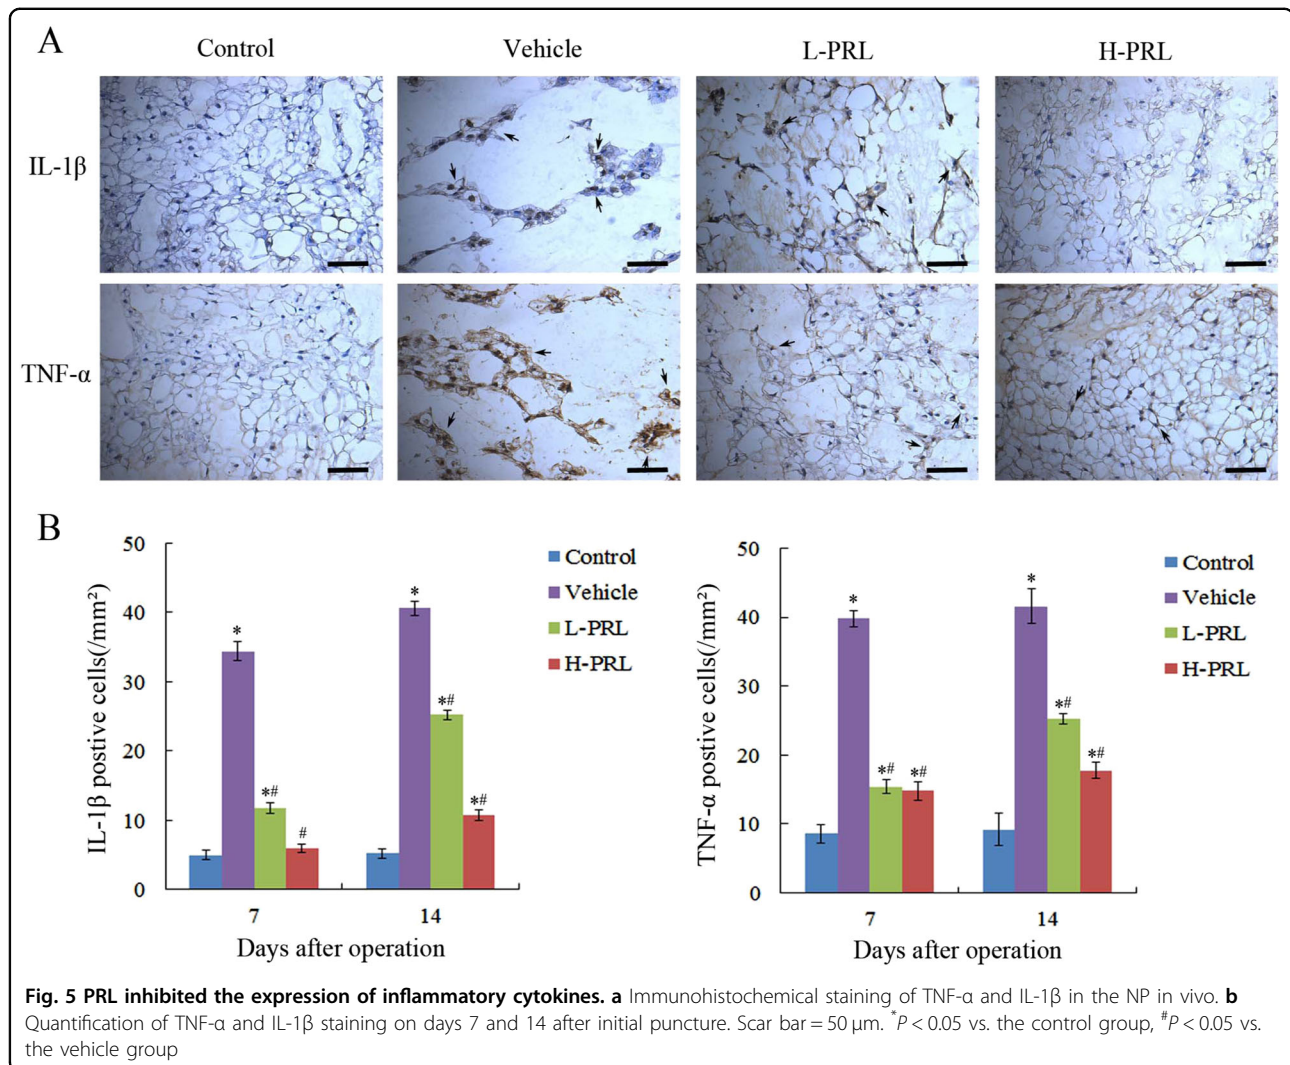 A
Control
Vehicle
L-PRL
H-PRL
IL-1β
TNF-α
B
IL-1β postive cells(/mm²)
50
40
30
20
10
0
*
*# 
#
*
*#
*#
7
14
Days after operation
Control
Vehicle
L-PRL
H-PRL
TNF-α postive cells(/mm²)
50
40
30
20
10
0
*
*#
*#
*
*#
*#
7
14
Days after operation
Control
Vehicle
L-PRL
H-PRL
Fig. 5 PRL inhibited the expression of inflammatory cytokines. a Immunohistochemical staining of TNF-α and IL-1β in the NP in vivo. b
Quantification of TNF-α and IL-1β staining on days 7 and 14 after initial puncture. Scar bar = 50 μm. *P < 0.05 vs. the control group, #P < 0.05 vs.
the vehicle group